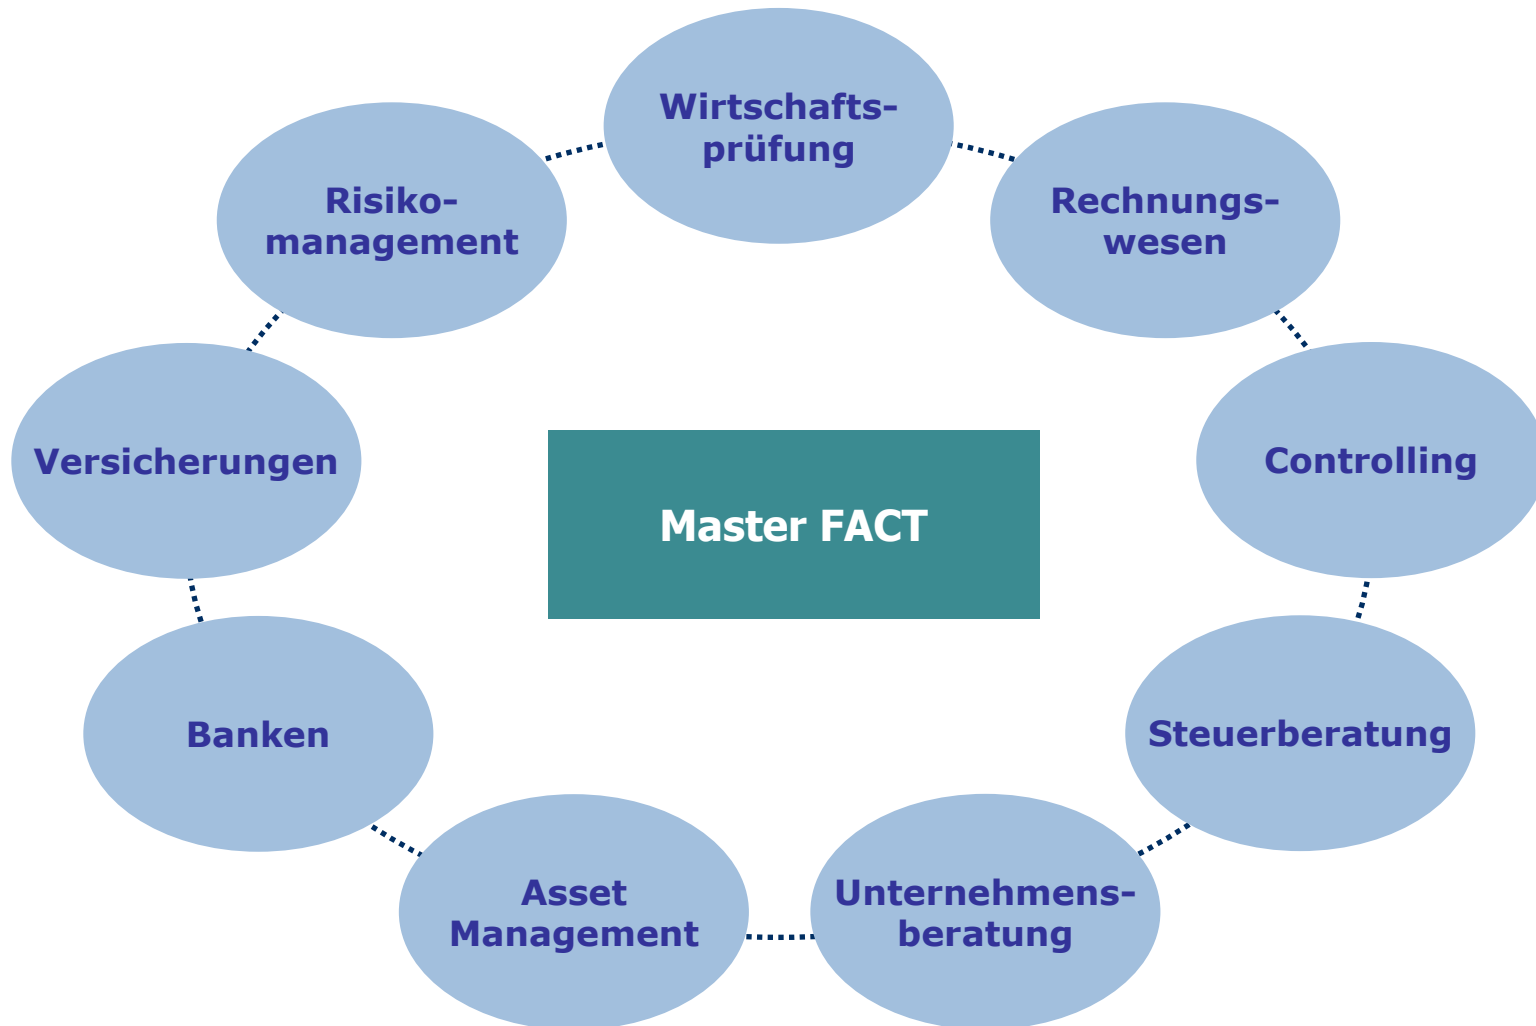 Wirtschafts-
prüfung
Rechnungs-
wesen
Controlling
Steuerberatung
Unternehmens-
beratung
Asset
Management
Banken
Versicherungen
Risiko-
management
Master FACT